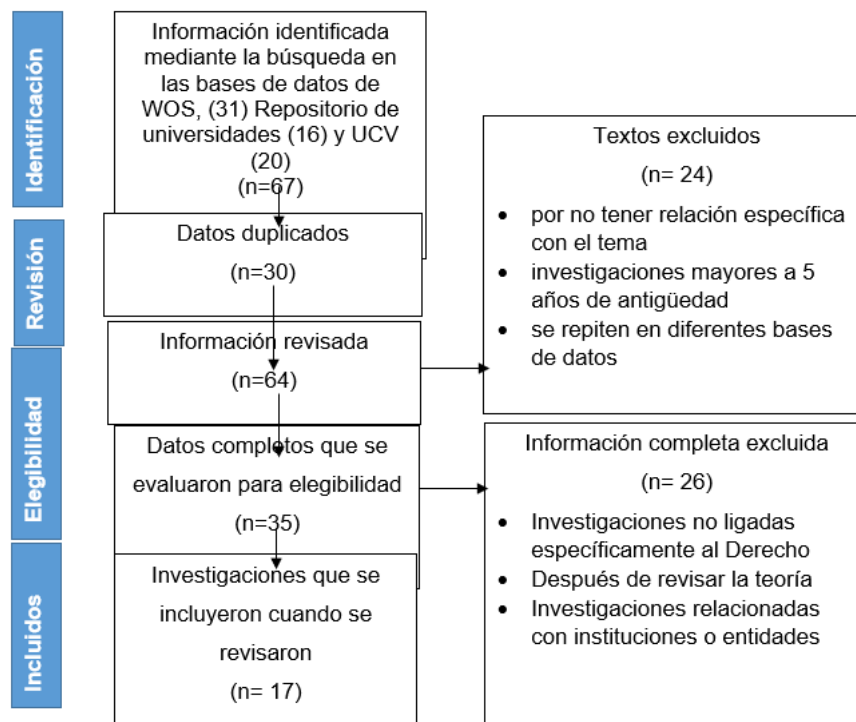 Identificación
Información identificada
mediante la búsqueda en
las bases de datos de
WOS, (31) Repositorio de
universidades (16) y UCV
(20)
(n=67)
Textos excluidos
(n= 24)
• por no tener relación específica
con el tema
• investigaciones mayores a 5
años de antigüedad
• se repiten en diferentes bases
de datos
Revisión
Datos duplicados
(n=30)
Información revisada
(n=64)
Elegibilidad
Datos completos que se
evaluaron para elegibilidad
(n=35)
Información completa excluida
(n= 26)
• Investigaciones no ligadas
específicamente al Derecho
• Después de revisar la teoría
• Investigaciones relacionadas
con instituciones o entidades
Incluidos
Investigaciones que se
incluyeron cuando se
revisaron
(n= 17)